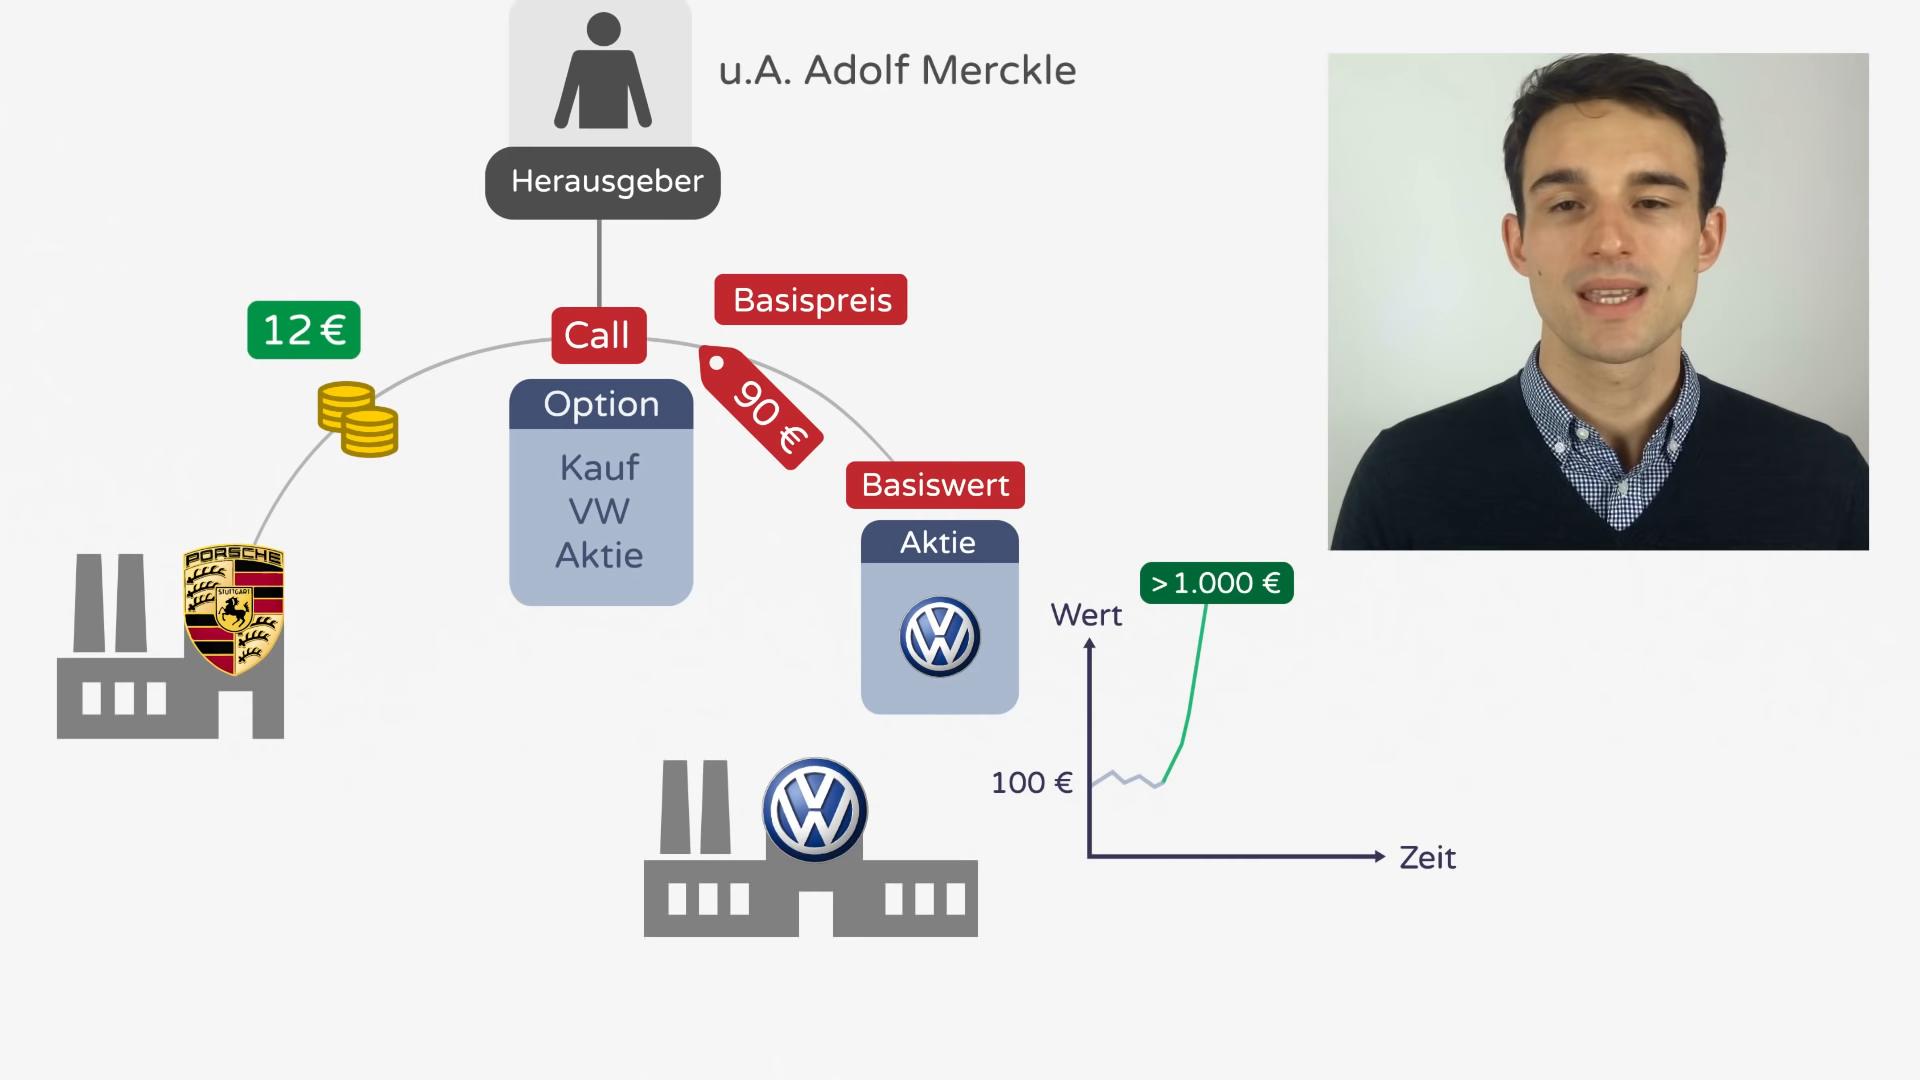 u.A. Adolf Merckle
Herausgeber
Basispreis
12 €
Call
90 €
Option
Kauf
VW
Aktie
Basiswert
Aktie
PORSCHE
STUTTGART
> 1.000 €
Wert
100 €
Zeit